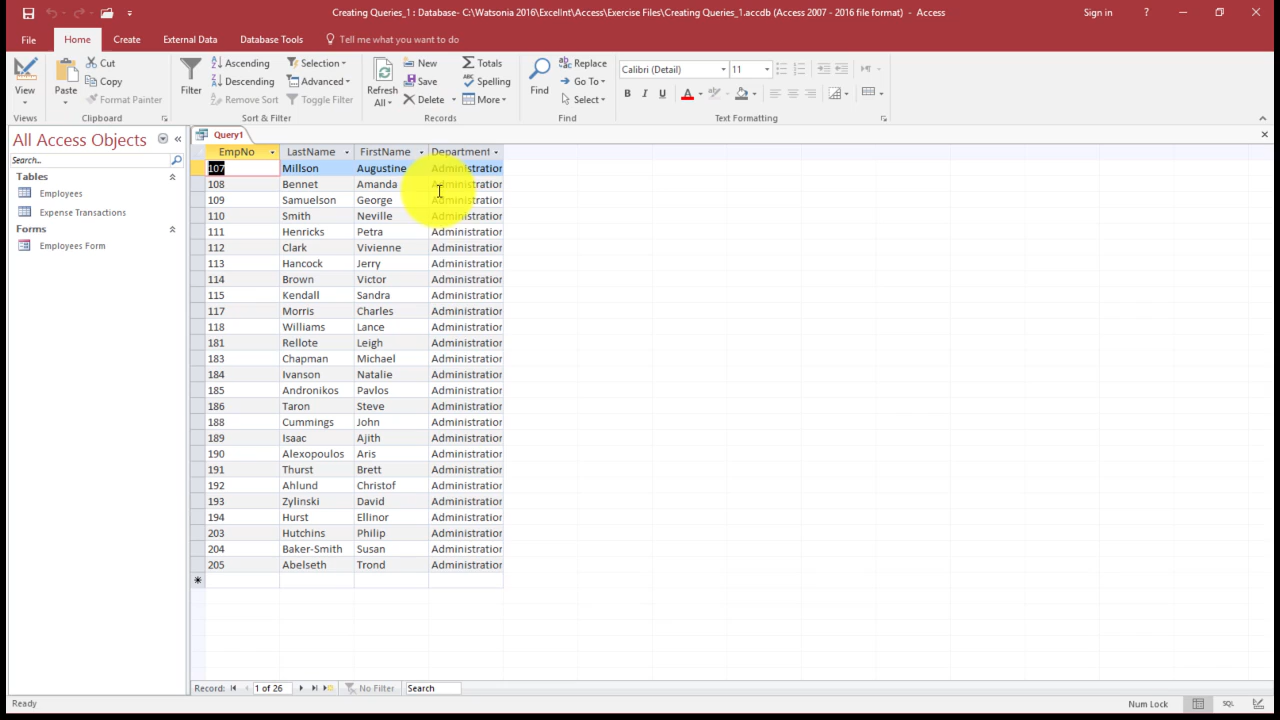 Creating Queries_1 : Database- C:\Watsonia 2016\ExcelInt\Access\Exercise Files\Creating Queries_1.accdb (Access 2007 - 2016 file format) - Access
Sign in
?
File Home Create External Data Database Tools Tell me what you want to do
View
Views
Paste
Cut
Copy
Format Painter
Clipboard
Filter
Ascending
Descending
Remove Sort
Selection
Advanced
Toggle Filter
Sort & Filter
Refresh
All
New
Save
Delete
Totals
Spelling
More
Records
Find
Replace
Go To
Select
Find
Calibri (Detail) 11
B I U A
Text Formatting
All Access Objects
Search...
Tables
Employees
Expense Transactions
Forms
Employees Form
Query1
EmpNo LastName FirstName Department
107 Millson Augustine Administration
108 Bennet Amanda Administration
109 Samuelson George Administration
110 Smith Neville Administration
111 Henricks Petra Administration
112 Clark Vivienne Administration
113 Hancock Jerry Administration
114 Brown Victor Administration
115 Kendall Sandra Administration
117 Morris Charles Administration
118 Williams Lance Administration
181 Rellote Leigh Administration
183 Chapman Michael Administration
184 Ivanson Natalie Administration
185 Andronikos Pavlos Administration
186 Taron Steve Administration
188 Cummings John Administration
189 Isaac Ajith Administration
190 Alexopoulos Aris Administration
191 Thurst Brett Administration
192 Ahlund Christof Administration
193 Zylinski David Administration
194 Hurst Ellinor Administration
203 Hutchins Philip Administration
204 Baker-Smith Susan Administration
205 Abelseth Trond Administration
Record: 1 of 26 No Filter Search
Ready
Num Lock
SQL